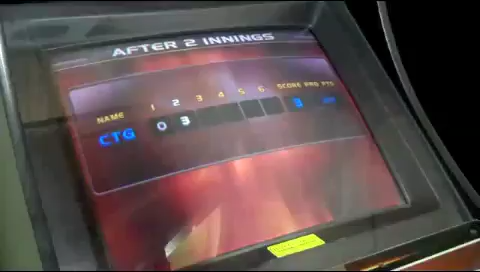 AFTER 2 INNINGS
NAME 1 2 3 4 5 6 SCORE PRO PTS
CTG 0 3 3